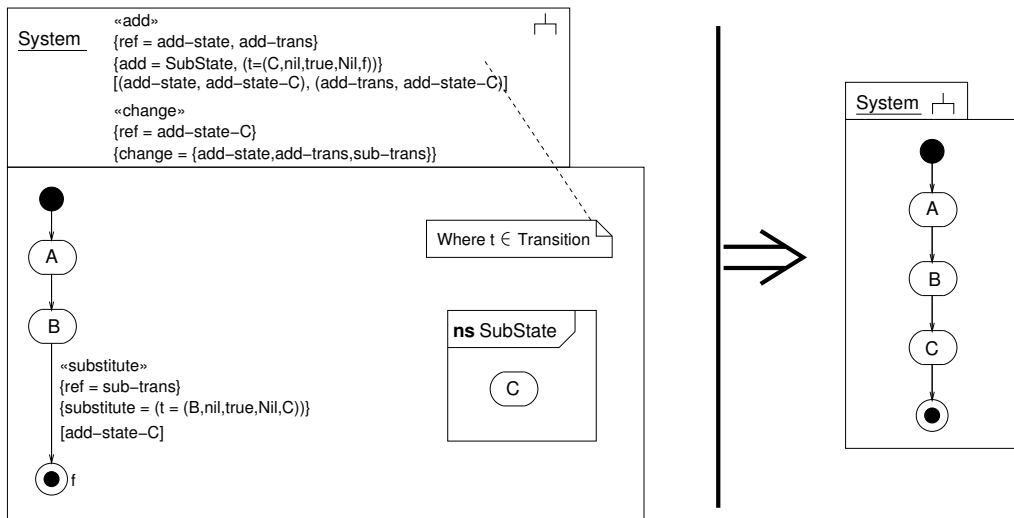 System
«add»
{ref = add−state, add−trans}
{add = SubState, (t=(C,nil,true,Nil,f))}
[(add−state, add−state−C), (add−trans, add−state−C)]
«change»
{ref = add−state−C}
{change = {add−state,add−trans,sub−trans}}
A
B
«substitute»
{ref = sub−trans}
{substitute = (t = (B,nil,true,Nil,C))}
[add−state−C]
f
Where t ∈ Transition
ns SubState
C
System
A
B
C